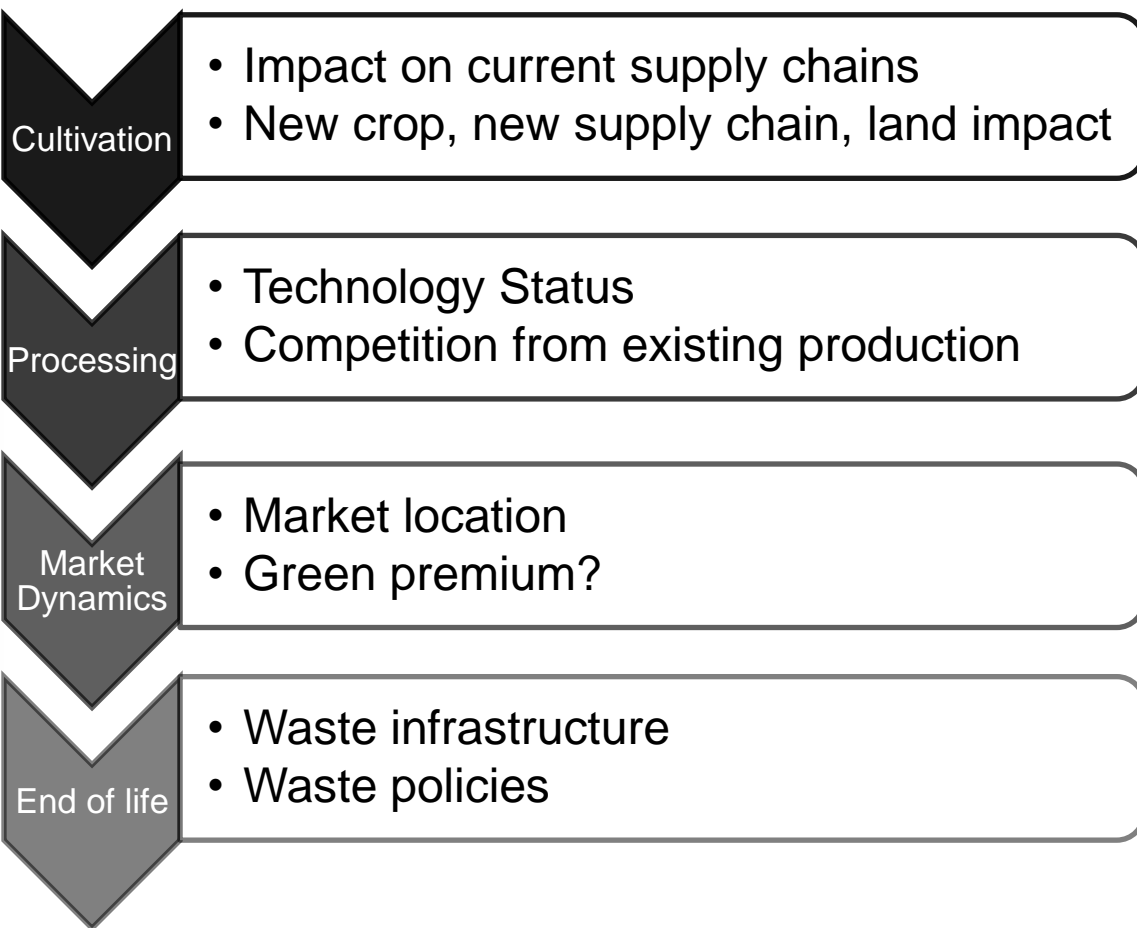 Cultivation
• Impact on current supply chains
• New crop, new supply chain, land impact
Processing
• Technology Status
• Competition from existing production
Market
Dynamics
• Market location
• Green premium?
End of life
• Waste infrastructure
• Waste policies